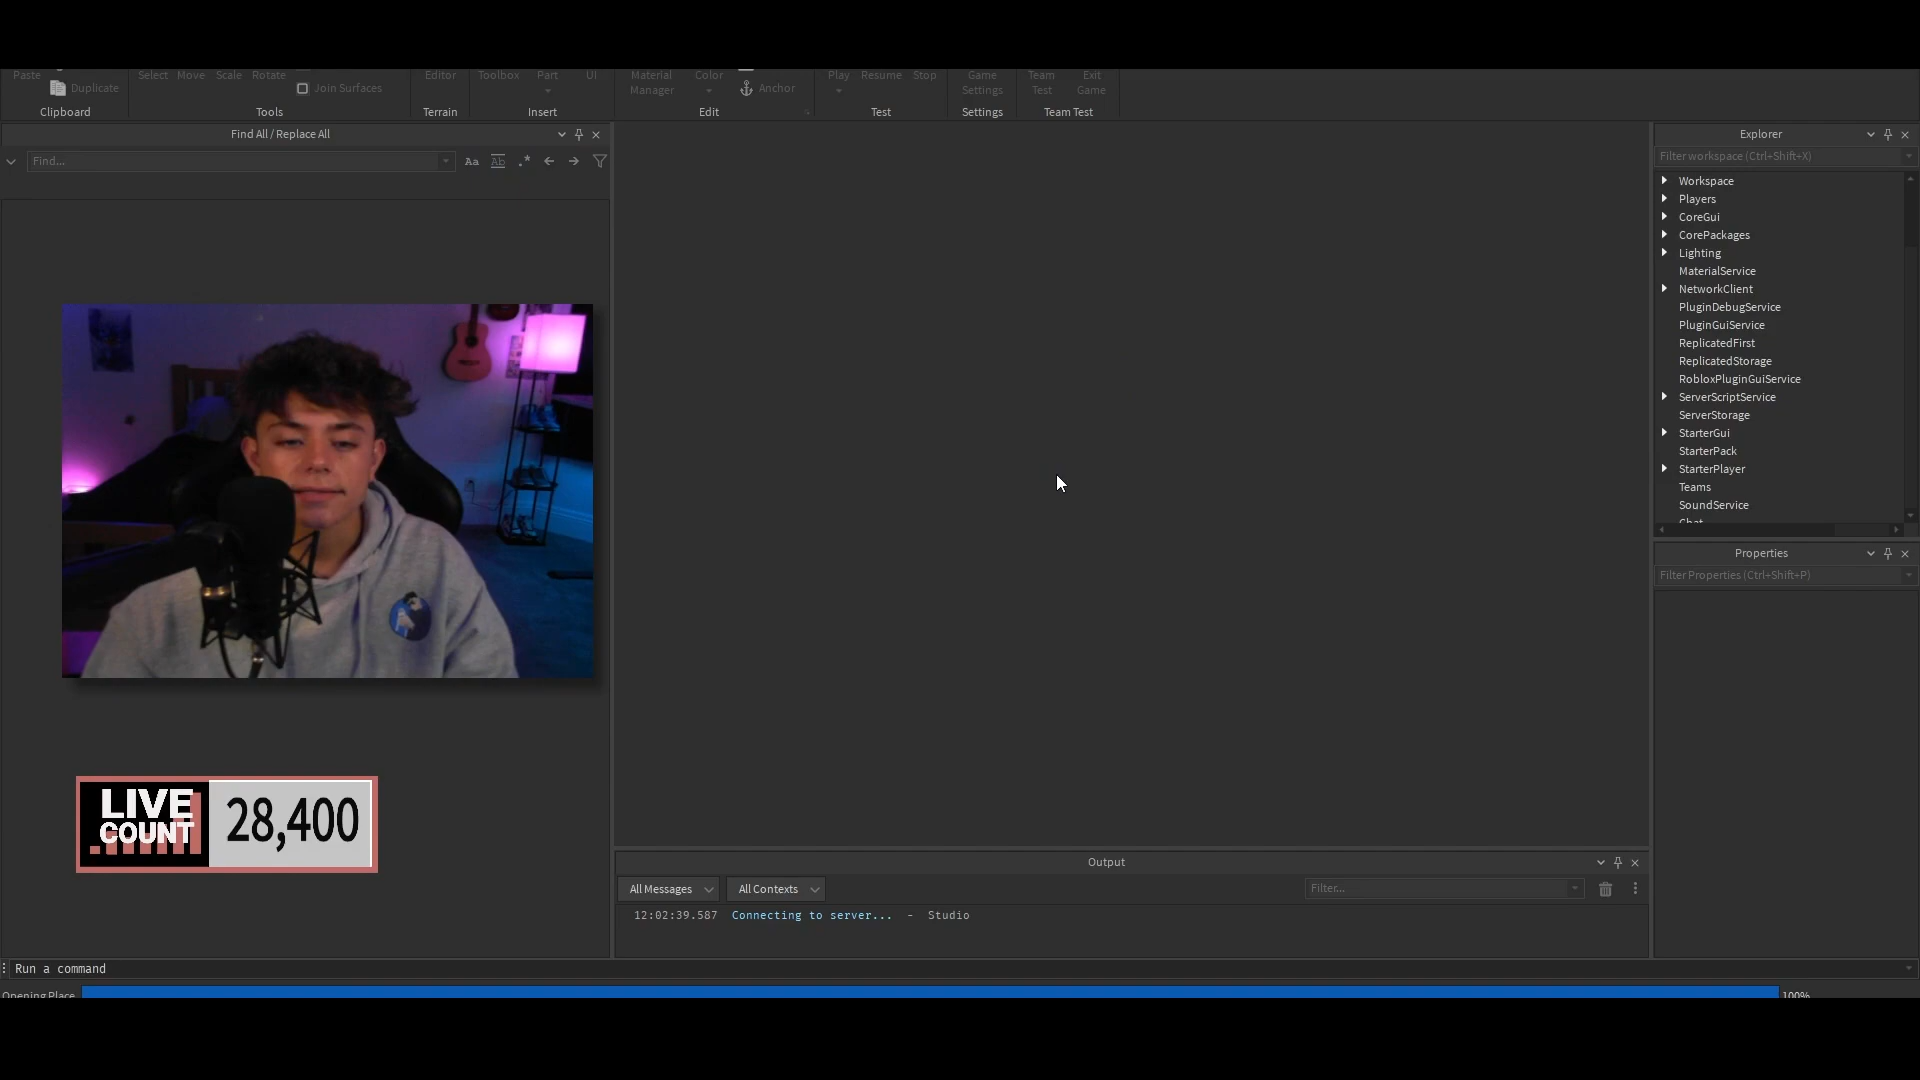 Paste
Duplicate
Clipboard
Select Move Scale Rotate
Join Surfaces
Tools
Editor
Terrain
Toolbox Part UI
Insert
Material Manager
Color
Anchor
Edit
Play Resume Stop
Test
Game Settings
Settings
Team Test
Exit Game
Team Test
Find All / Replace All
Find...
Aa Ab .*
LIVE
COUNT
28,400
Output
All Messages
All Contexts
Filter...
12:02:39.587 Connecting to server... - Studio
Explorer
Filter workspace (Ctrl+Shift+X)
Workspace
Players
CoreGui
CorePackages
Lighting
MaterialService
NetworkClient
PluginDebugService
PluginGuiService
ReplicatedFirst
ReplicatedStorage
RobloxPluginGuiService
ServerScriptService
ServerStorage
StarterGui
StarterPack
StarterPlayer
Teams
SoundService
Chat
Properties
Filter Properties (Ctrl+Shift+P)
Run a command
Opening Place
100%